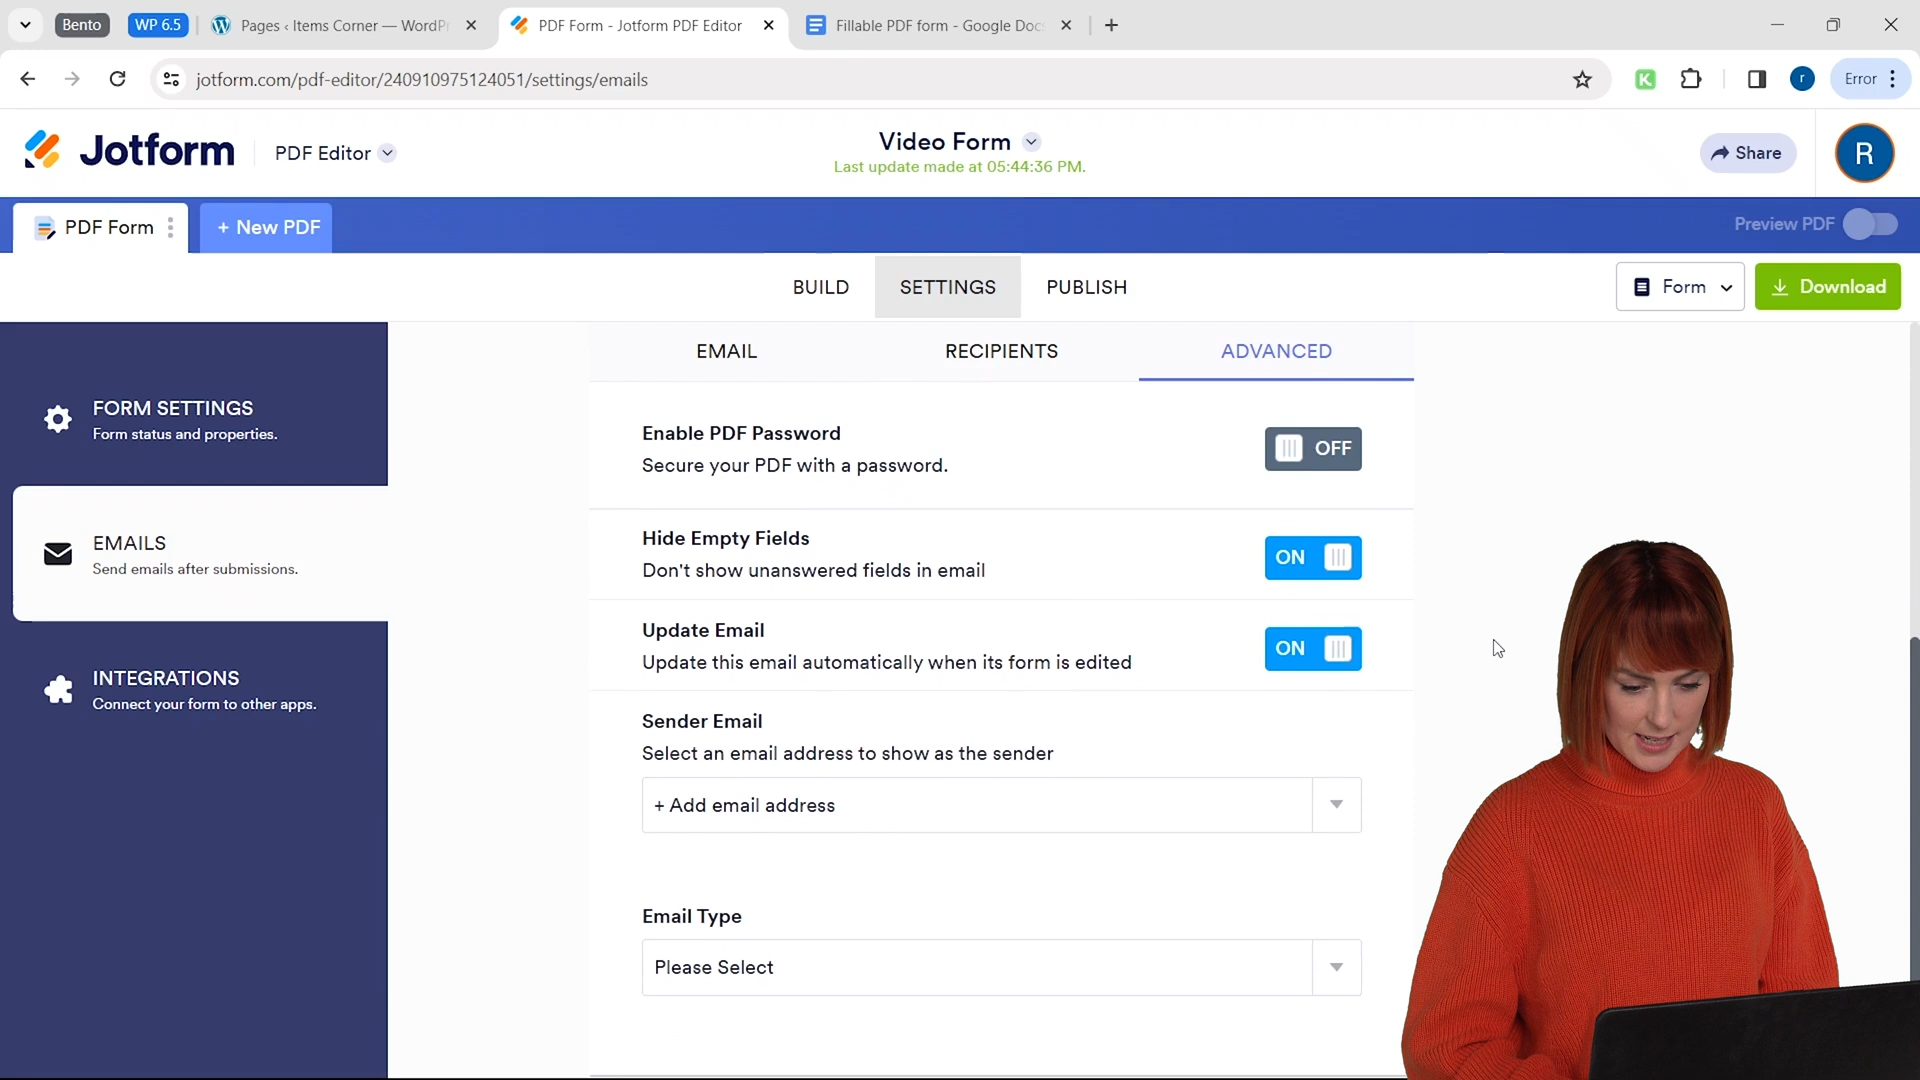 Bento
WP 6.5
Pages ‹ Items Corner — WordPr
PDF Form - Jotform PDF Editor
Fillable PDF form - Google Doc
jotform.com/pdf-editor/240910975124051/settings/emails
K
r
Error
Jotform
PDF Editor
Video Form
Last update made at 05:44:36 PM.
Share
R
PDF Form
+ New PDF
Preview PDF
BUILD
SETTINGS
PUBLISH
Form
Download
FORM SETTINGS
Form status and properties.
EMAILS
Send emails after submissions.
INTEGRATIONS
Connect your form to other apps.
EMAIL
RECIPIENTS
ADVANCED
Enable PDF Password
Secure your PDF with a password.
OFF
Hide Empty Fields
Don't show unanswered fields in email
ON
Update Email
Update this email automatically when its form is edited
ON
Sender Email
Select an email address to show as the sender
+ Add email address
Email Type
Please Select